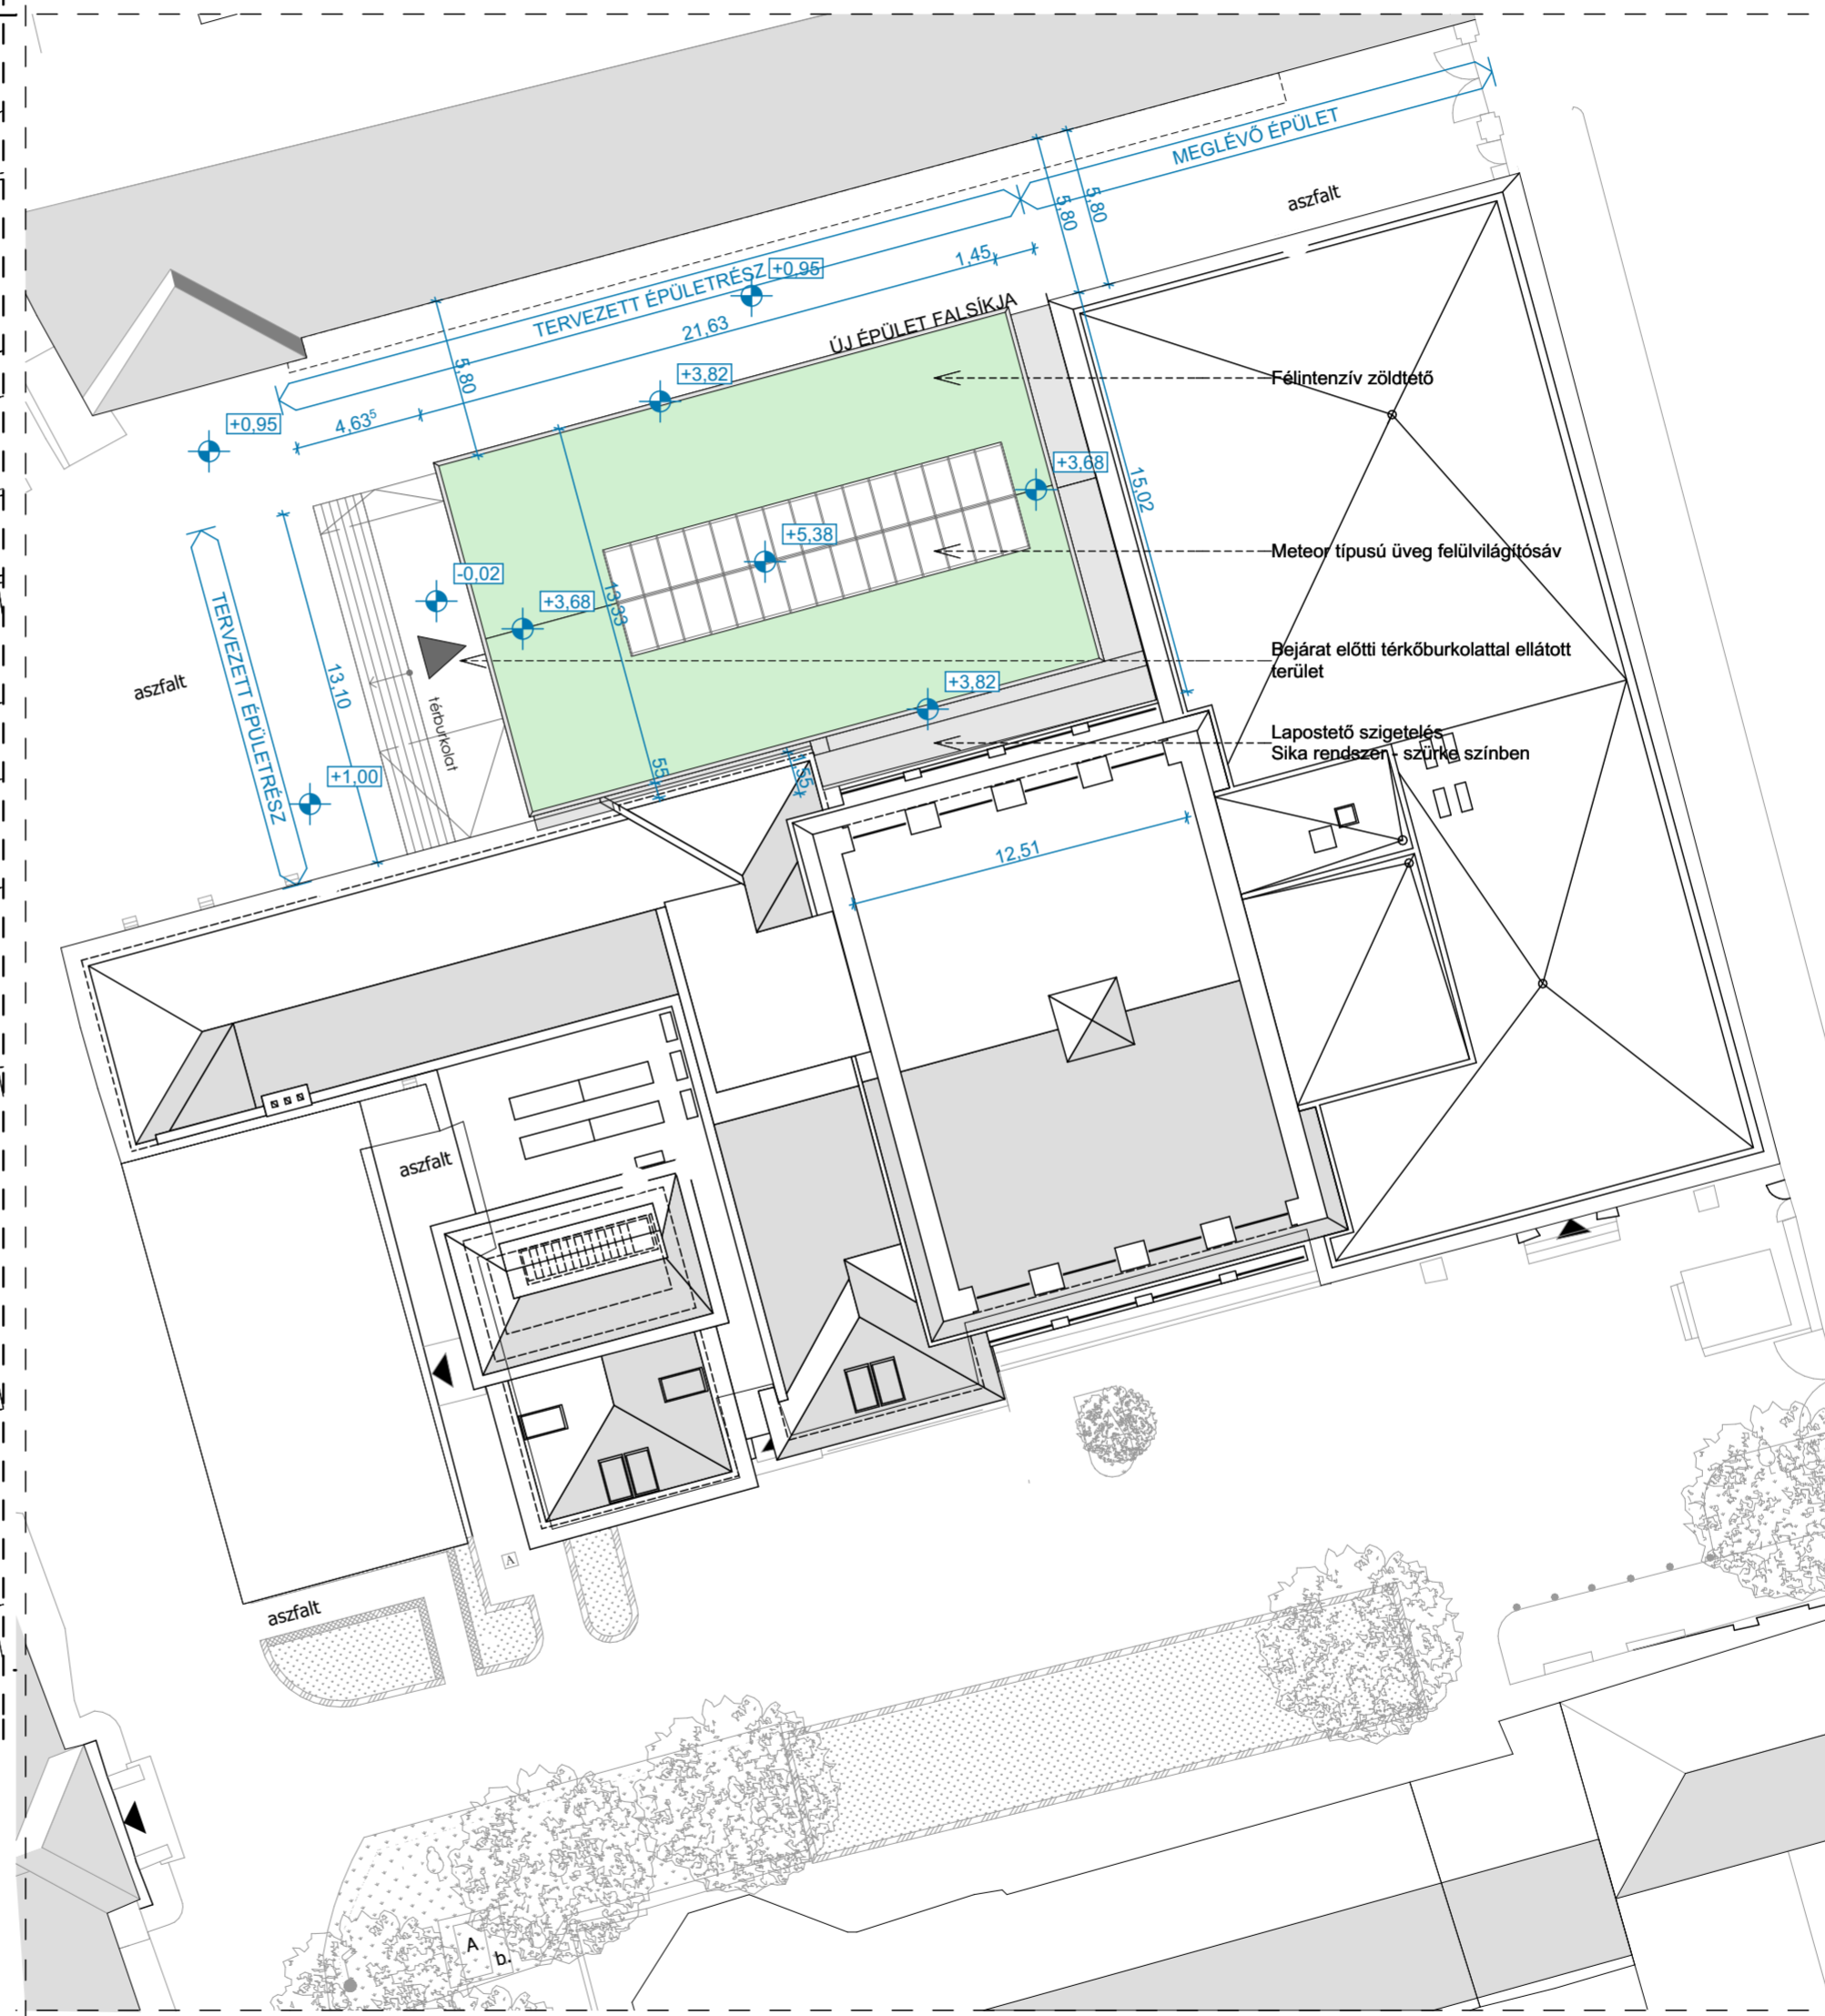 MEGLÉVŐ ÉPÜLET
aszfalt
5,80
5,80
1,45
TERVEZETT ÉPÜLETRÉSZ
+0,95
21,63
ÚJ ÉPÜLET FALSÍKJA
5,80
+3,82
Félintenzív zöldtető
4,63⁵
+0,95
+3,68
15,02
+5,38
Meteor típusú üveg felülvilágítósáv
-0,02
+3,68
13,33
TERVEZETT ÉPÜLETRÉSZ
13,10
aszfalt
térburkolat
Bejárat előtti térkőburkolattal ellátott
terület
+3,82
Lapostető szigetelés
Sika rendszer - szürke színben
+1,00
55
12,51
aszfalt
A
aszfalt
A
b.